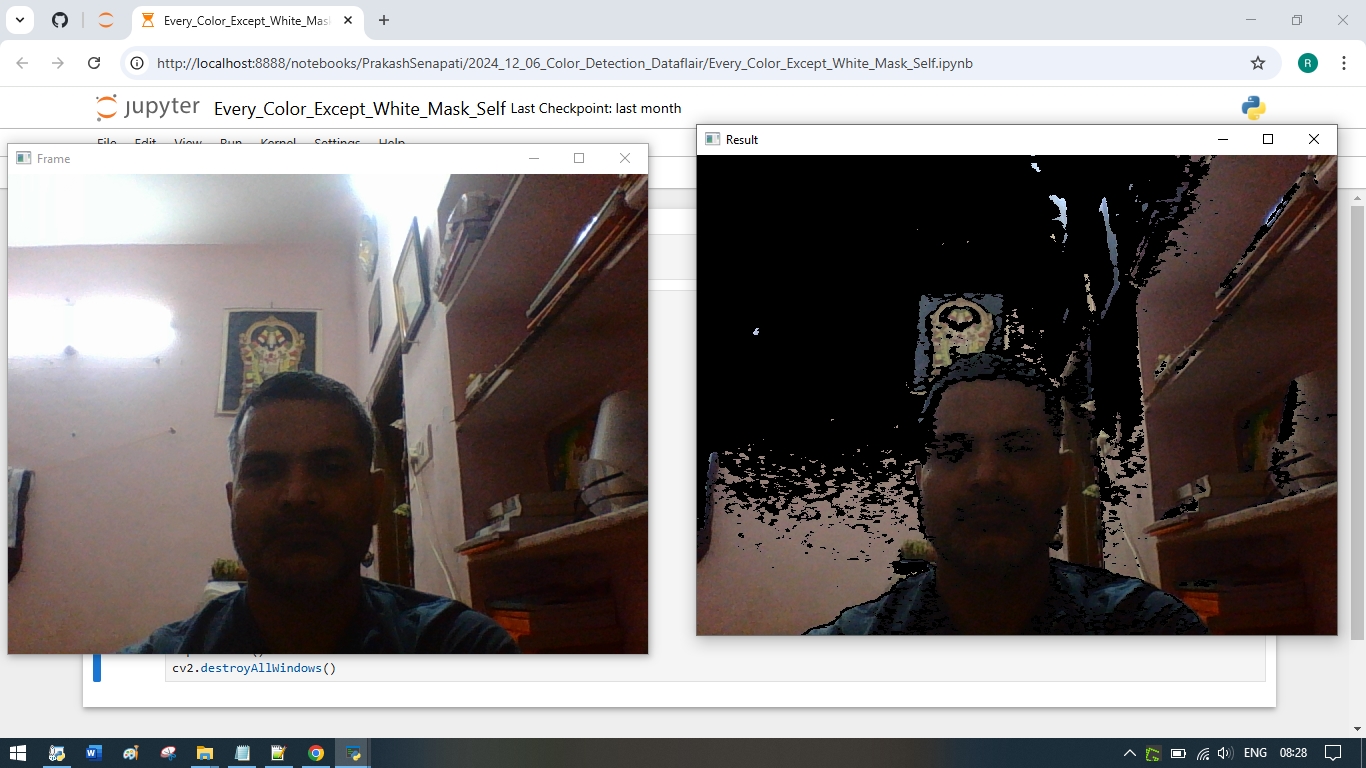 Every_Color_Except_White_Mas
http://localhost:8888/notebooks/PrakashSenapati/2024_12_06_Color_Detection_Dataflair/Every_Color_Except_White_Mask_Self.ipynb
R
jupyter Every_Color_Except_White_Mask_Self Last Checkpoint: last month
File Edit View Run Kernel Settings Help
Frame
Result
cv2.destroyAllWindows()
ENG 08:28